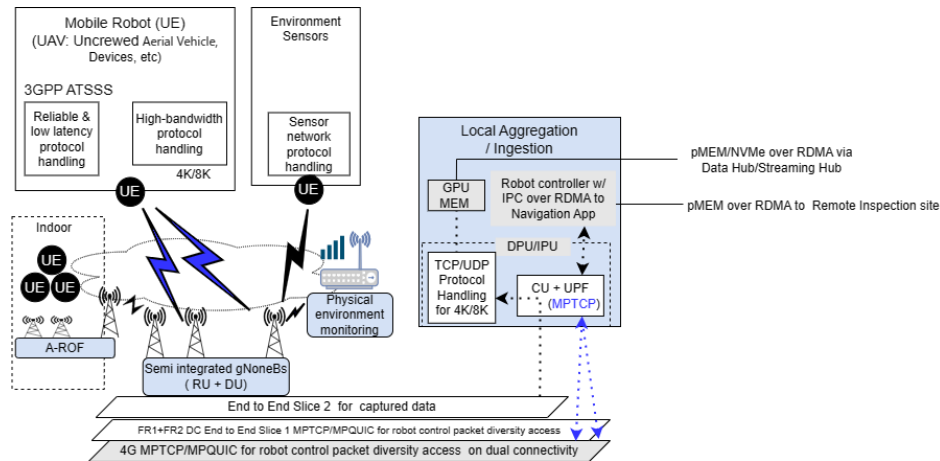 Mobile Robot (UE)
(UAV: Uncrewed Aerial Vehicle,
Devices, etc)
3GPP ATSSS
Reliable &
low latency
protocol
handling
High-bandwidth
protocol
handling
4K/8K
UE
Environment
Sensors
Sensor
network
protocol
handling
UE
Indoor
UE
UE
UE
A-ROF
Physical
environment
monitoring
Semi integrated gNoneBs
( RU + DU)
Local Aggregation
/ Ingestion
GPU
MEM
Robot controller w/
IPC over RDMA to
Navigation App
DPU/IPU
TCP/UDP
Protocol
Handling
for 4K/8K
CU + UPF
(MPTCP)
pMEM/NVMe over RDMA via
Data Hub/Streaming Hub
pMEM over RDMA to Remote Inspection site
End to End Slice 2 for captured data
FR1+FR2 DC End to End Slice 1 MPTCP/MPQUIC for robot control packet diversity access
4G MPTCP/MPQUIC for robot control packet diversity access on dual connectivity